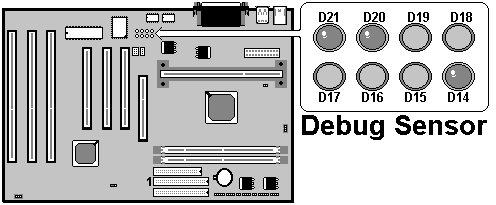 D21 D20 D19 D18
D17 D16 D15 D14
Debug Sensor
1